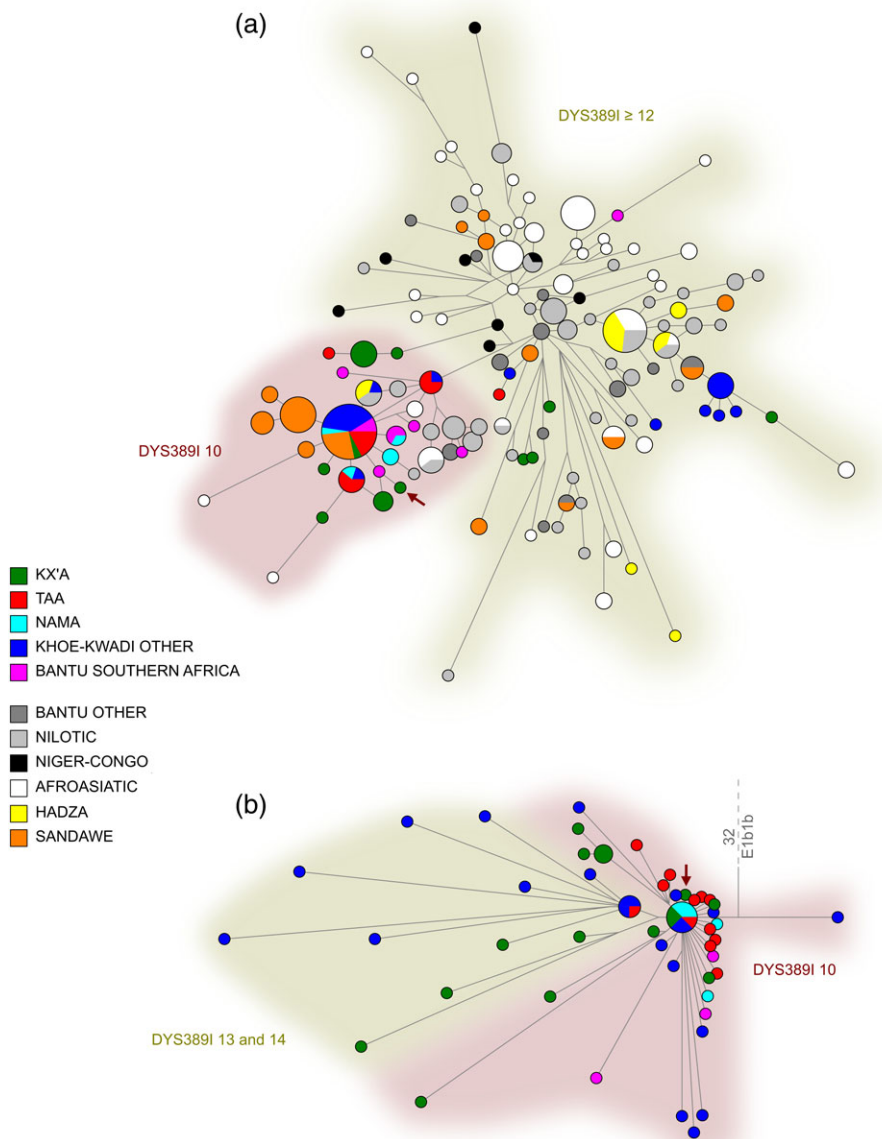 (a)
DYS389I ≥ 12
DYS389I 10
KX'A
TAA
NAMA
KHOE-KWADI OTHER
BANTU SOUTHERN AFRICA
BANTU OTHER
NILOTIC
NIGER-CONGO
AFROASIATIC
HADZA
SANDAWE
(b)
32
E1b1b
DYS389I 10
DYS389I 13 and 14